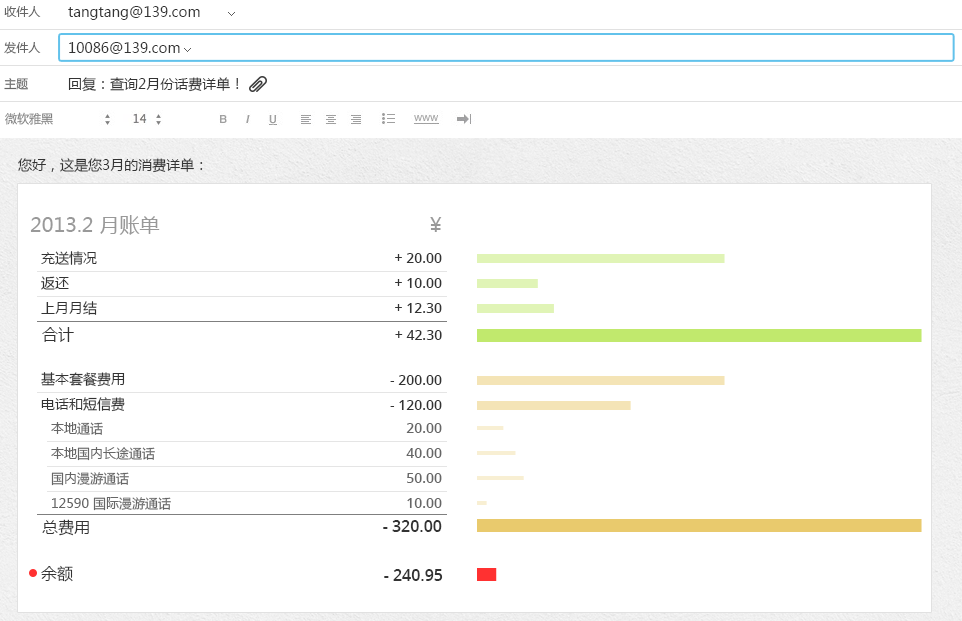 收件人 tangtang@139.com
发件人 10086@139.com
主题 回复：查询2月份话费详单！
微软雅黑 14 B I U www
您好，这是您3月的消费详单：
2013.2 月账单 ¥
充送情况 + 20.00
返还 + 10.00
上月月结 + 12.30
合计 + 42.30
基本套餐费用 - 200.00
电话和短信费 - 120.00
本地通话 20.00
本地国内长途通话 40.00
国内漫游通话 50.00
12590 国际漫游通话 10.00
总费用 - 320.00
余额 - 240.95